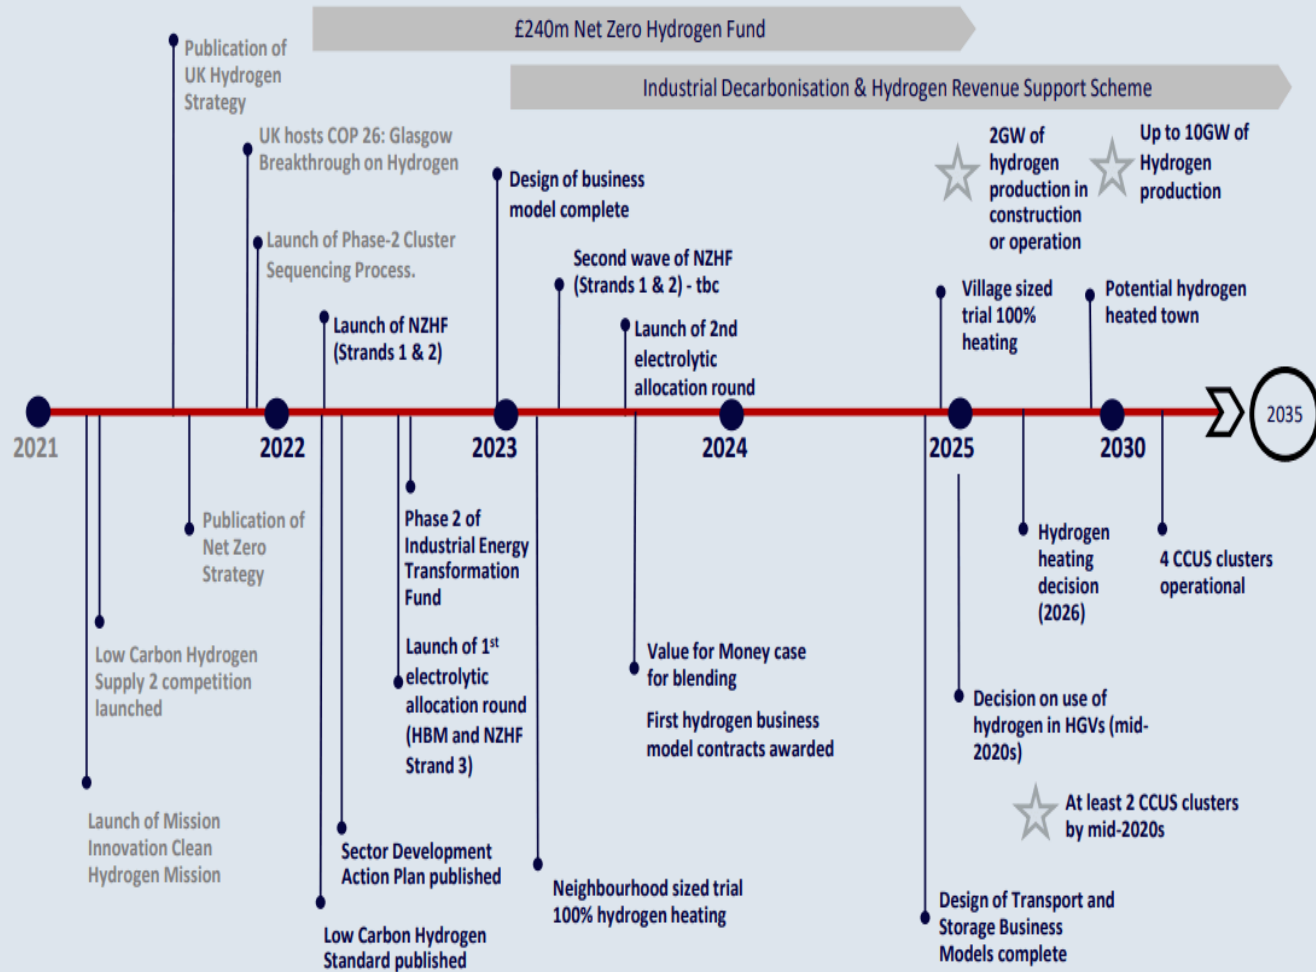 £240m Net Zero Hydrogen Fund
Industrial Decarbonisation & Hydrogen Revenue Support Scheme
Publication of
UK Hydrogen
Strategy
UK hosts COP 26: Glasgow
Breakthrough on Hydrogen
Launch of Phase-2 Cluster
Sequencing Process.
Launch of NZHF
(Strands 1 & 2)
Design of business
model complete
Second wave of NZHF
(Strands 1 & 2) - tbc
Launch of 2nd
electrolytic
allocation round
2GW of
hydrogen
production in
construction
or operation
Up to 10GW of
Hydrogen
production
Village sized
trial 100%
heating
Potential hydrogen
heated town
2021
2022
2023
2024
2025
2030
2035
Publication of
Net Zero
Strategy
Low Carbon Hydrogen
Supply 2 competition
launched
Launch of Mission
Innovation Clean
Hydrogen Mission
Phase 2 of
Industrial Energy
Transformation
Fund
Launch of 1st
electrolytic
allocation round
(HBM and NZHF
Strand 3)
Sector Development
Action Plan published
Low Carbon Hydrogen
Standard published
Neighbourhood sized trial
100% hydrogen heating
Value for Money case
for blending
First hydrogen business
model contracts awarded
Hydrogen
heating
decision
(2026)
4 CCUS clusters
operational
Decision on use of
hydrogen in HGVs (mid-
2020s)
At least 2 CCUS clusters
by mid-2020s
Design of Transport and
Storage Business
Models complete